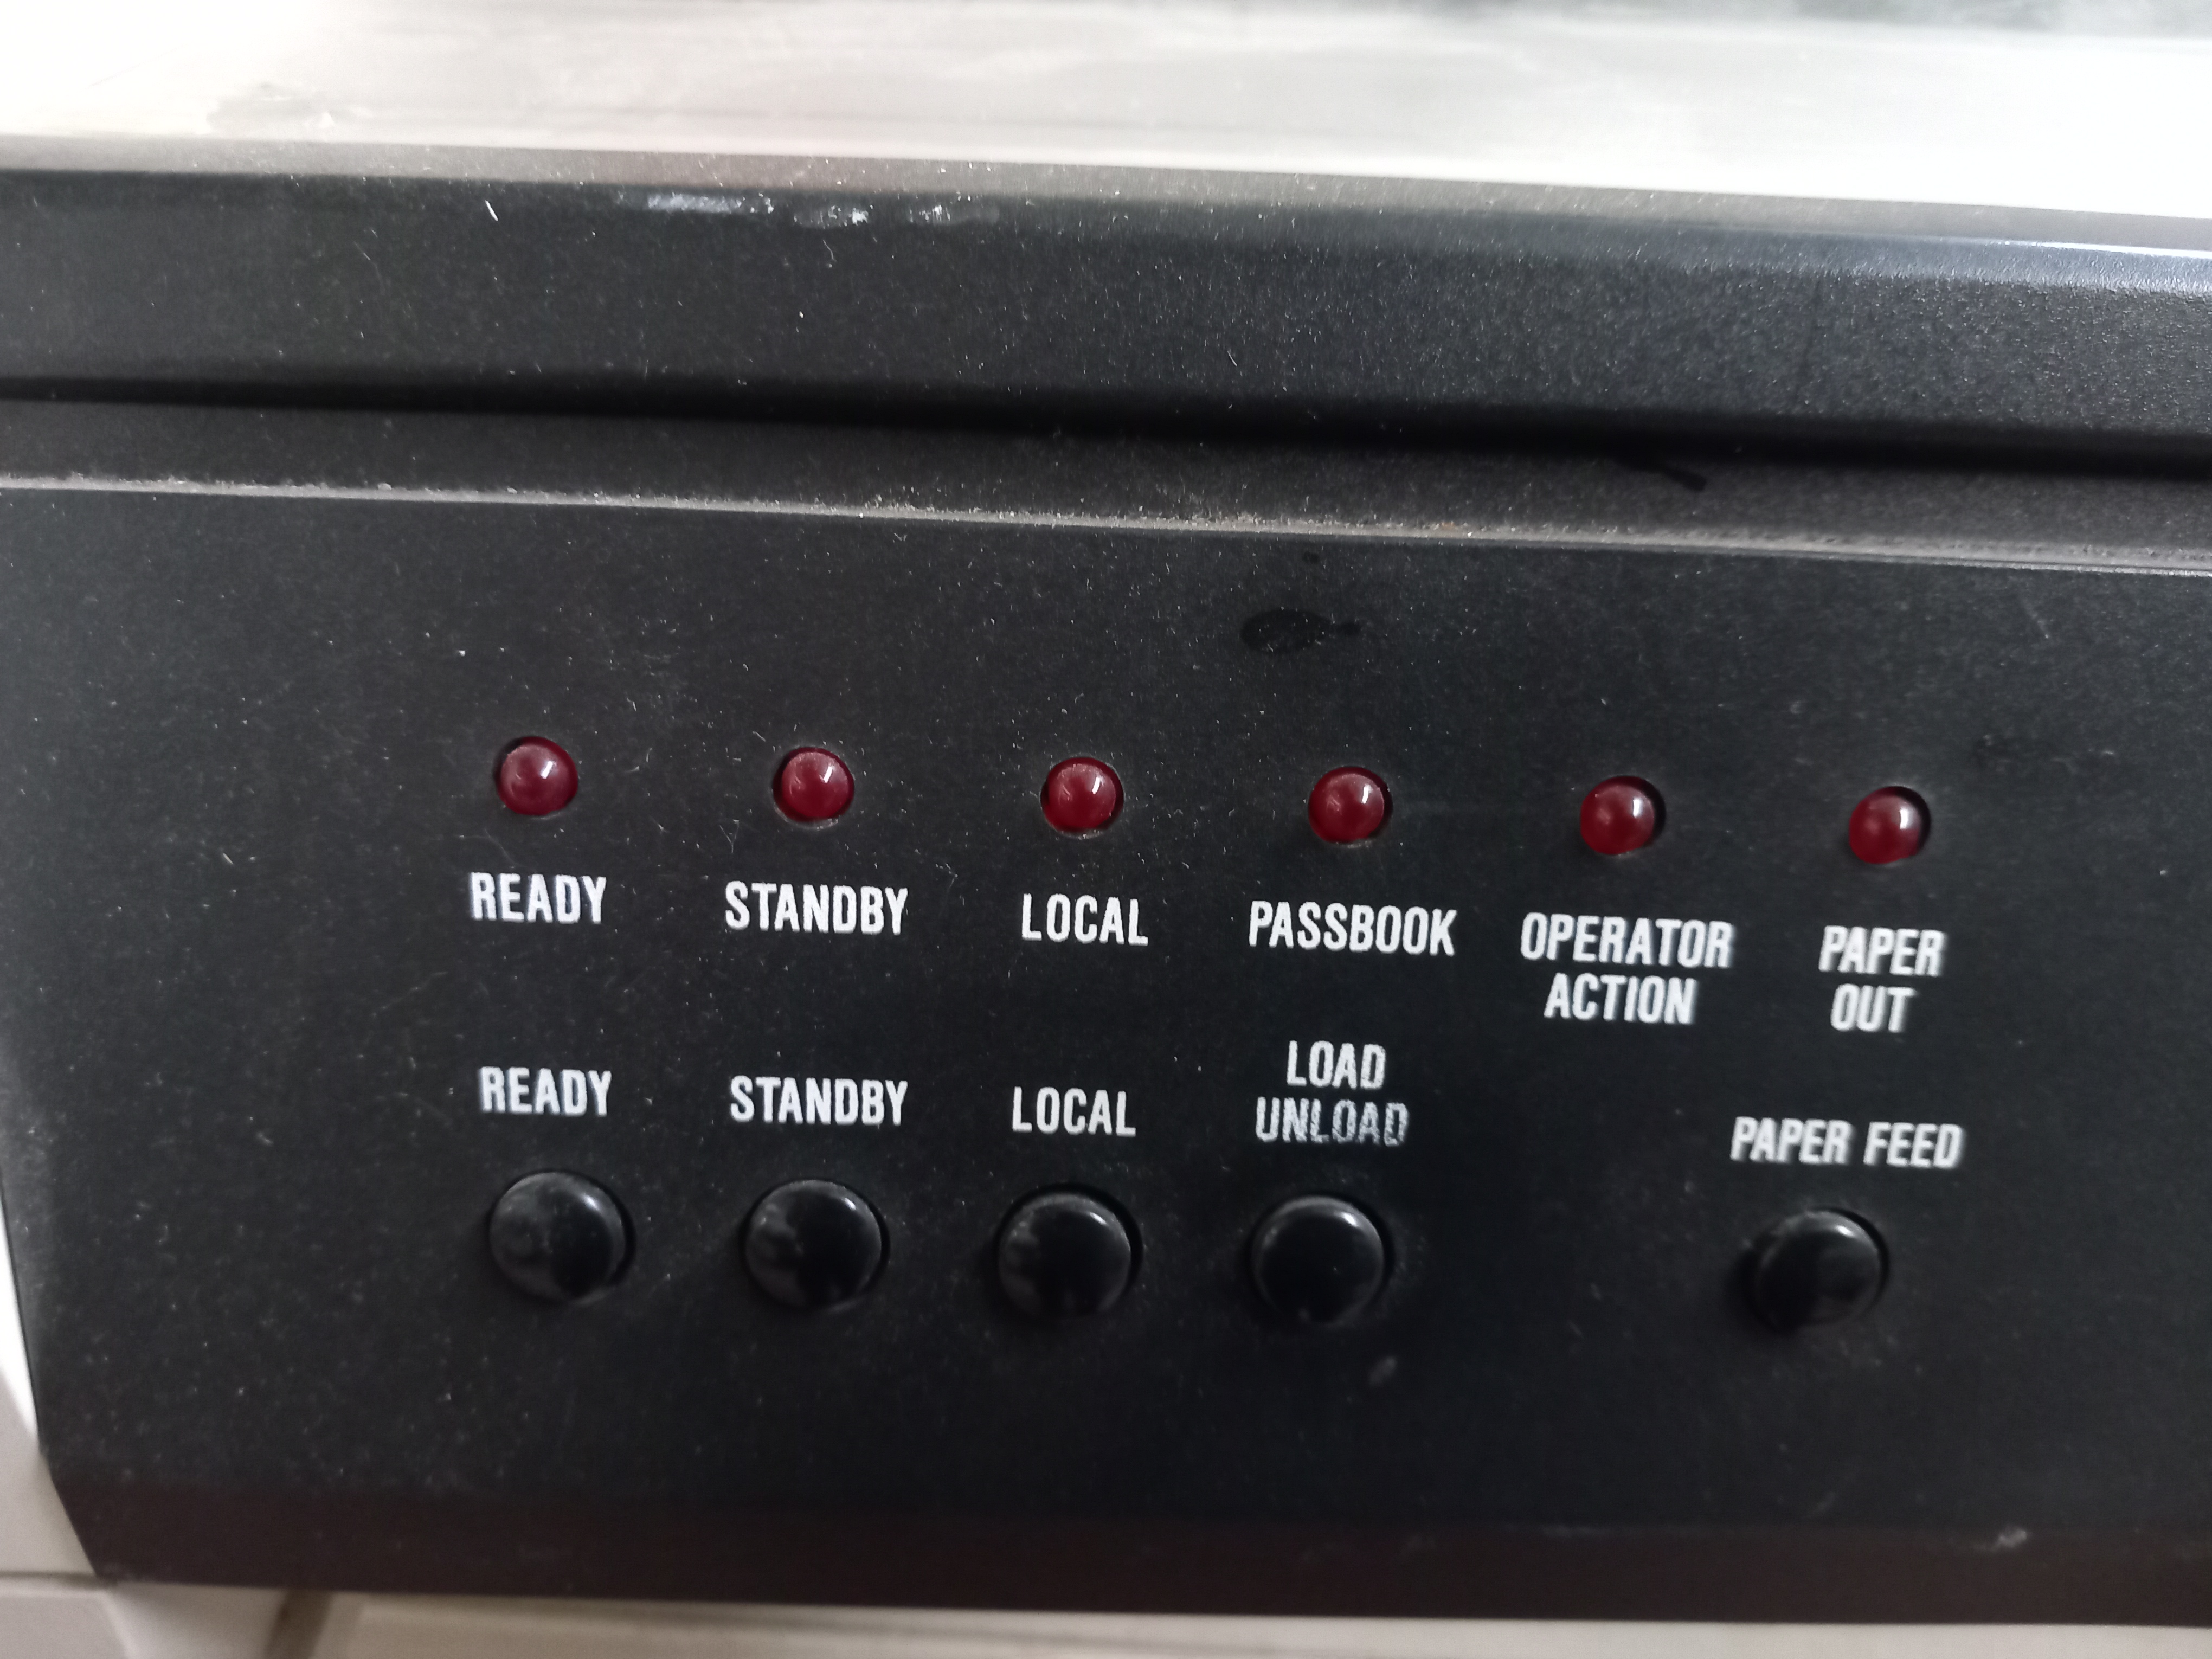 READY STANDBY LOCAL PASSBOOK OPERATOR ACTION PAPER OUT
READY STANDBY LOCAL LOAD UNLOAD PAPER FEED